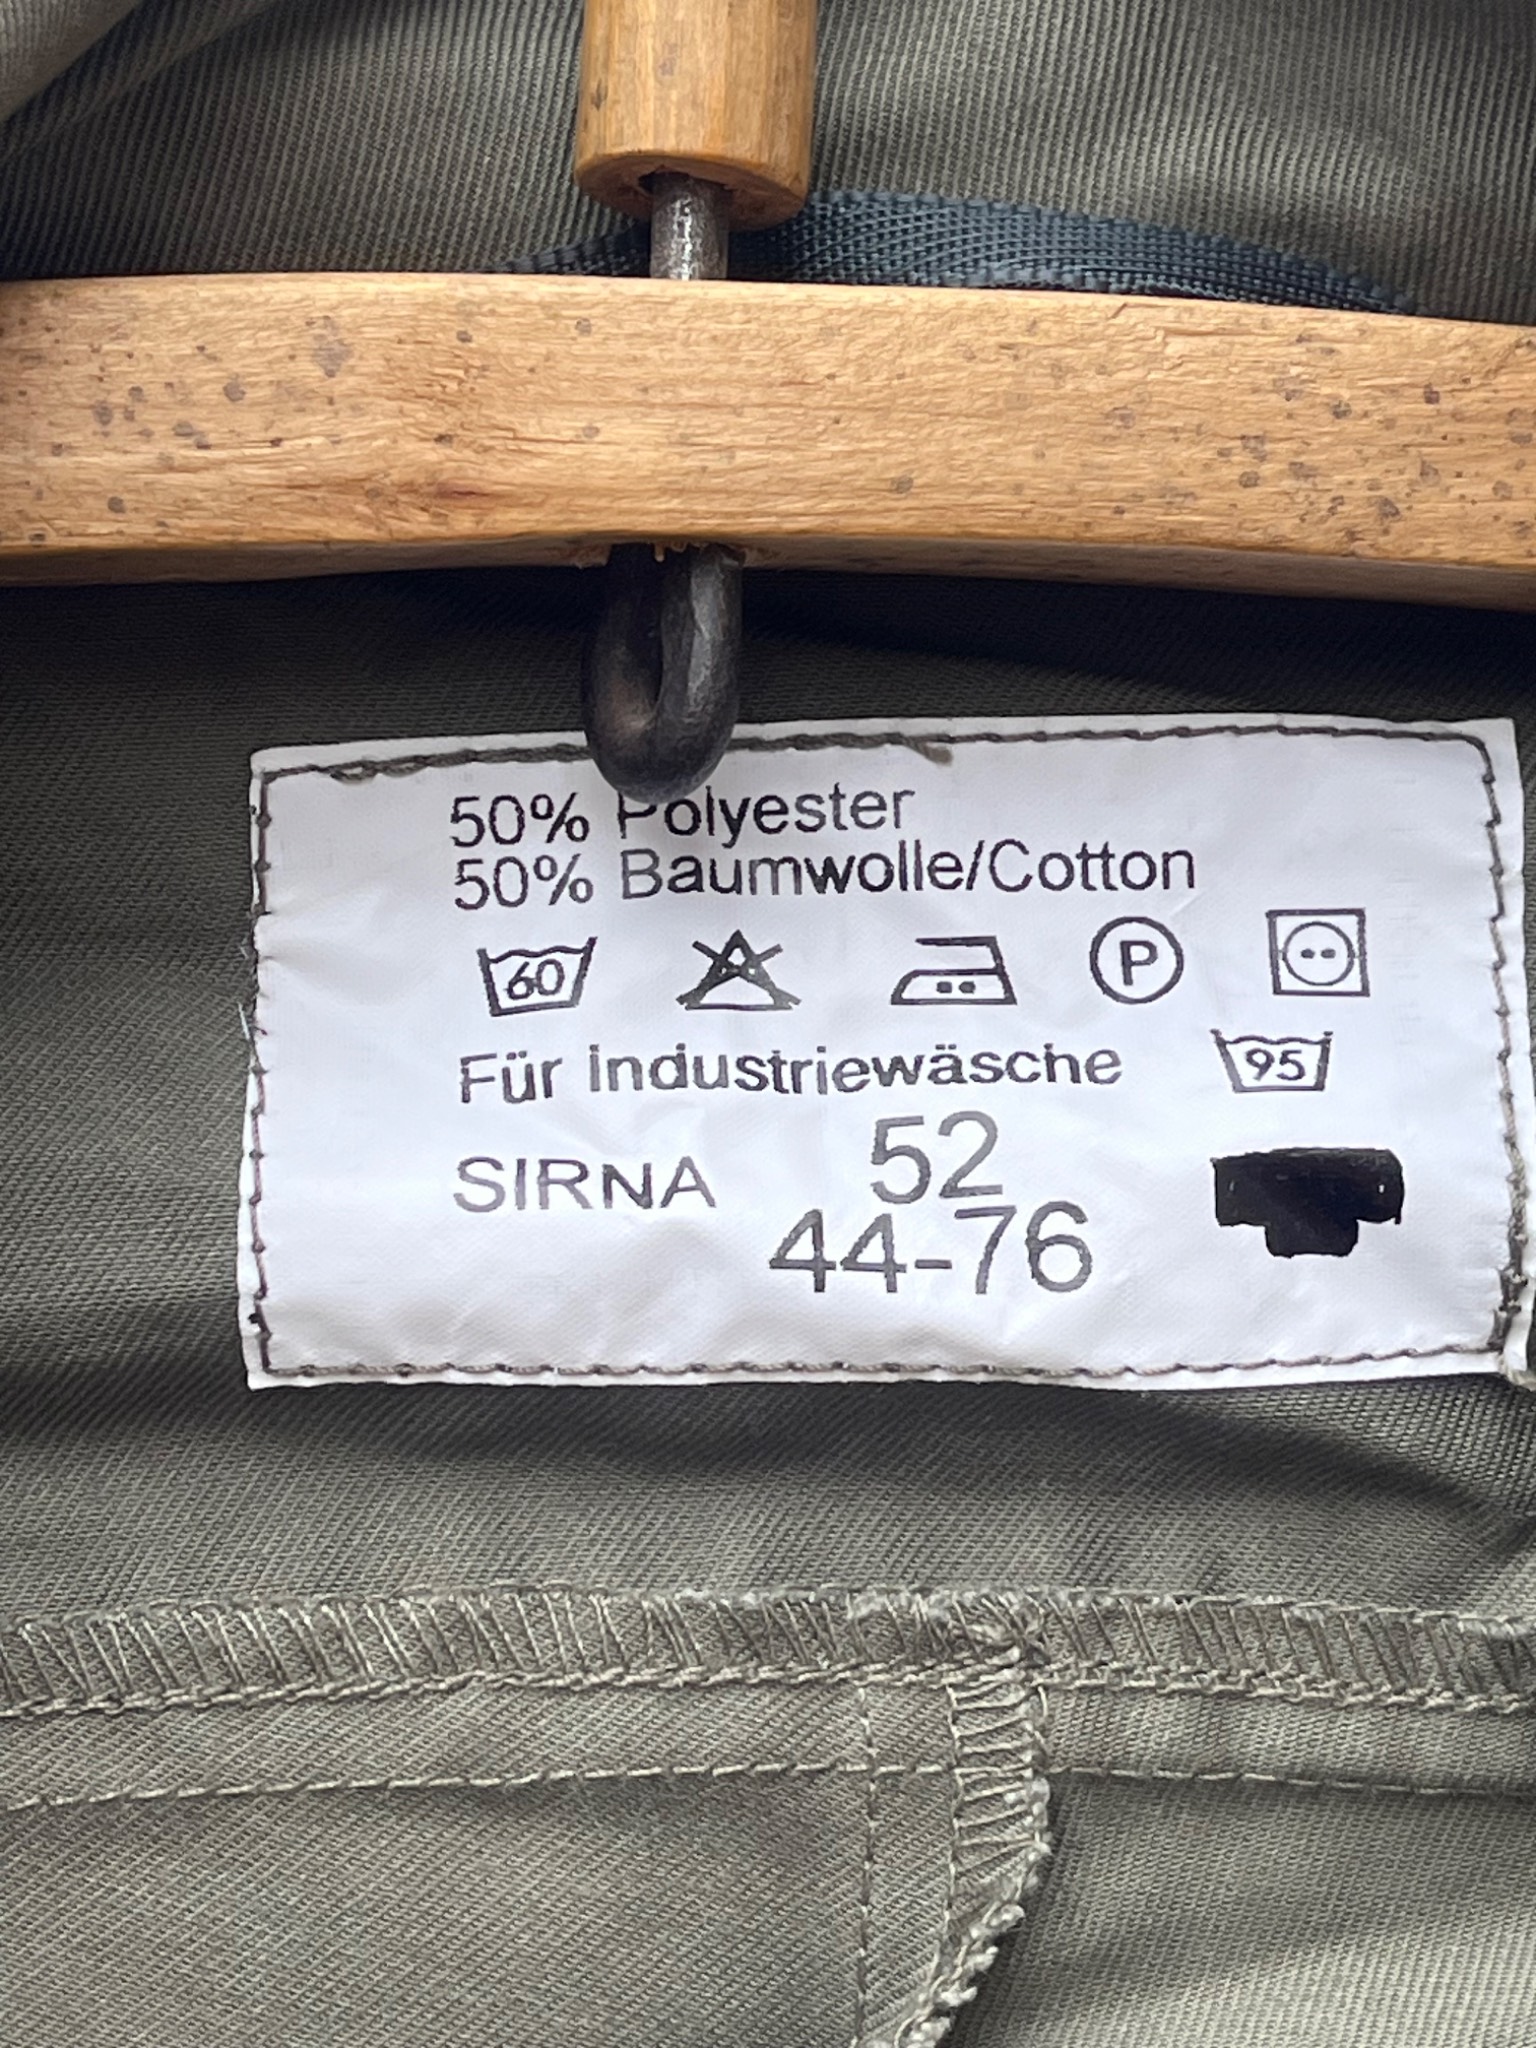 50% Polyester
50% Baumwolle/Cotton
60 P
Für Industriewäsche 95
SIRNA 52
44-76